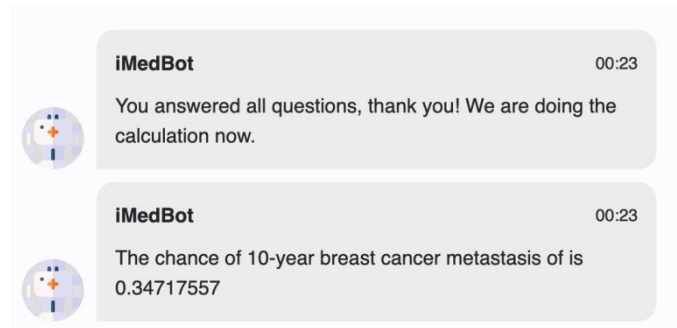 iMedBot 00:23
You answered all questions, thank you! We are doing the
calculation now.
iMedBot 00:23
The chance of 10-year breast cancer metastasis of is
0.34717557